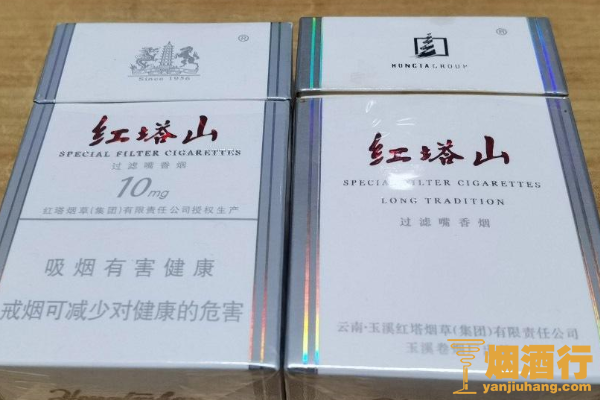 Since 1956
®
红塔山
SPECIAL FILTER CIGARETTES
过滤嘴香烟
10mg
红塔烟草(集团)有限责任公司授权生产
吸烟有害健康
戒烟可减少对健康的危害
®
HONGTA GROUP
红塔山
SPECIAL FILTER CIGARETTES
LONG TRADITION
过滤嘴香烟
云南·玉溪红塔烟草(集团)有限责任公司
玉溪卷烟
烟酒行
yanjiuhang.com